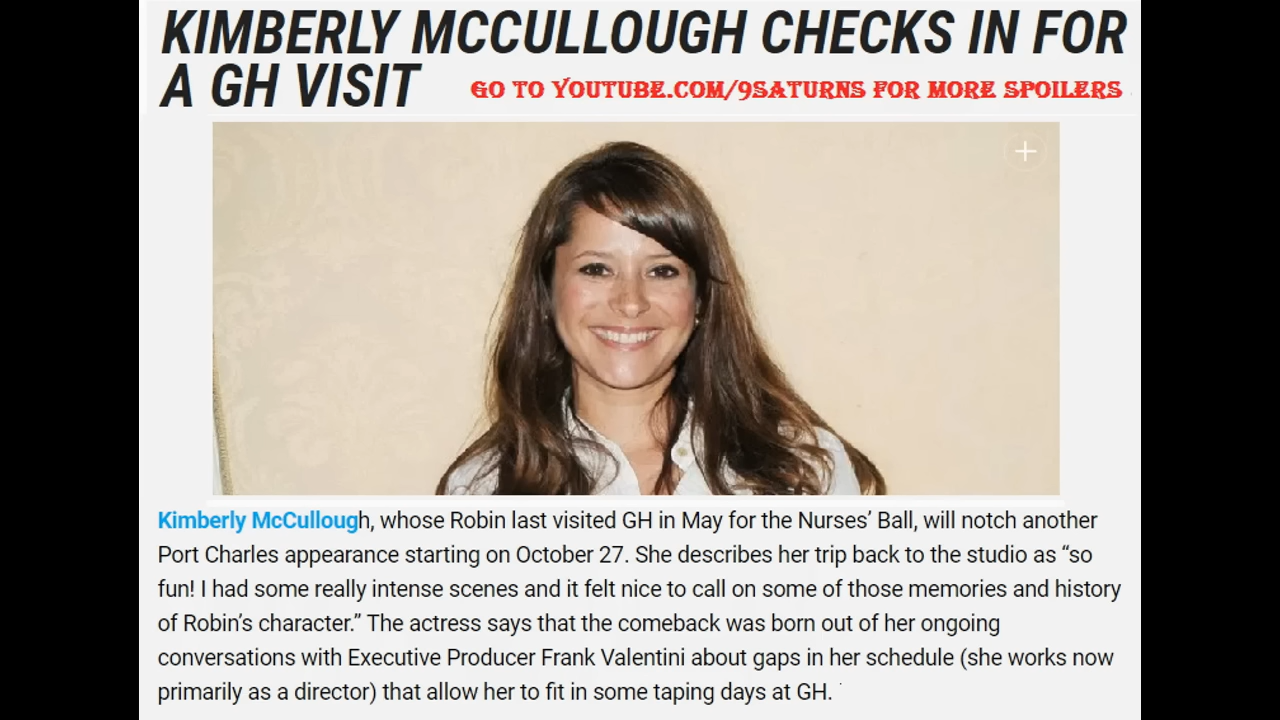 KIMBERLY MCCULLOUGH CHECKS IN FOR
A GH VISIT GO TO YOUTUBE.COM/9SATURNS FOR MORE SPOILERS
Kimberly McCullough, whose Robin last visited GH in May for the Nurses’ Ball, will notch another
Port Charles appearance starting on October 27. She describes her trip back to the studio as “so
fun! I had some really intense scenes and it felt nice to call on some of those memories and history
of Robin’s character.” The actress says that the comeback was born out of her ongoing
conversations with Executive Producer Frank Valentini about gaps in her schedule (she works now
primarily as a director) that allow her to fit in some taping days at GH.